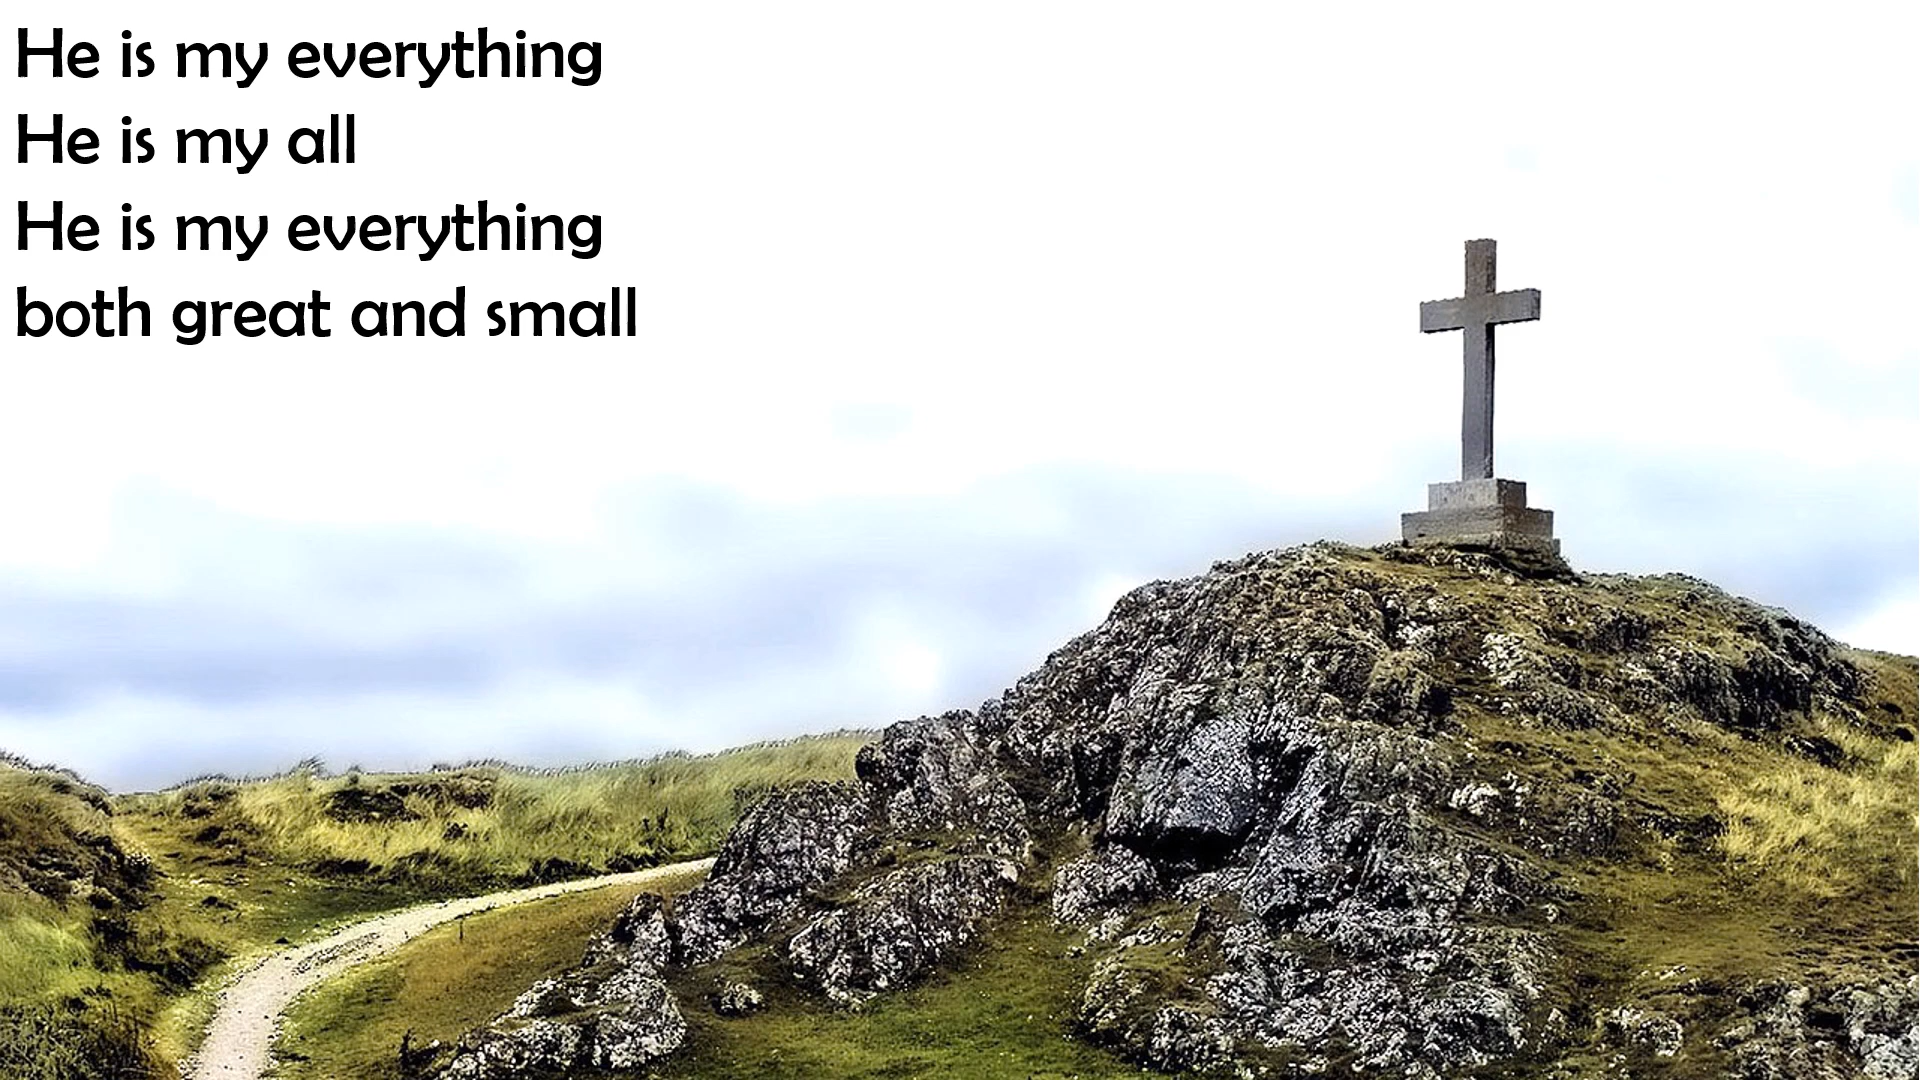 He is my everything
He is my all
He is my everything
both great and small